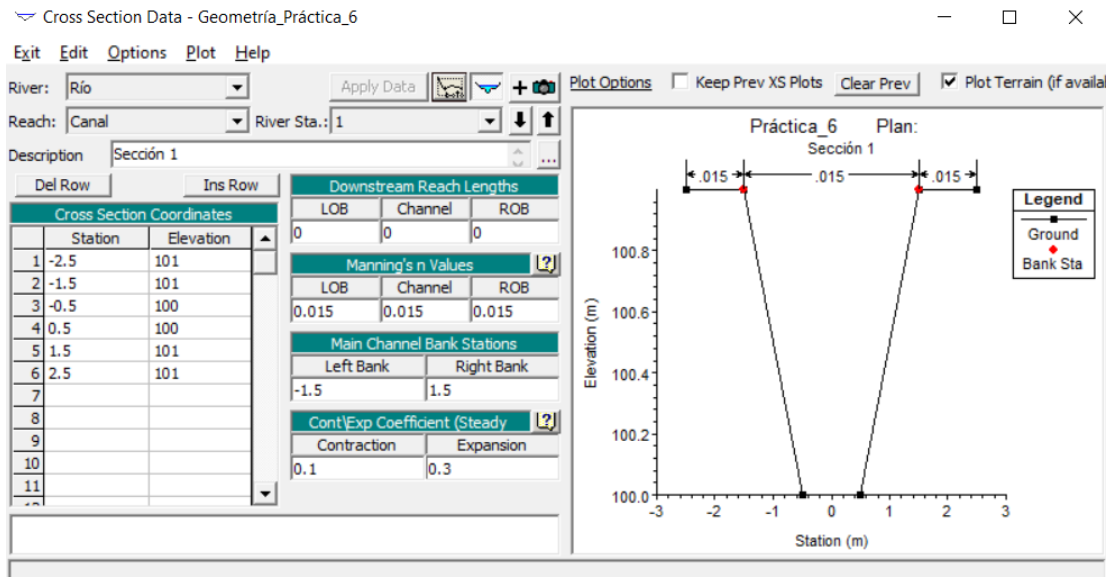 Cross Section Data - Geometría_Práctica_6
Exit Edit Options Plot Help
River: Río Apply Data Plot Options Keep Prev XS Plots Clear Prev Plot Terrain (if availal
Reach: Canal River Sta.: 1
Description Sección 1 ...
Del Row Ins Row
Cross Section Coordinates
Station Elevation
1 -2.5 101
2 -1.5 101
3 -0.5 100
4 0.5 100
5 1.5 101
6 2.5 101
7
8
9
10
11
Downstream Reach Lengths
LOB Channel ROB
0 0 0
Manning's n Values
LOB Channel ROB
0.015 0.015 0.015
Main Channel Bank Stations
Left Bank Right Bank
-1.5 1.5
Cont\Exp Coefficient (Steady
Contraction Expansion
0.1 0.3
Práctica_6 Plan:
Sección 1
.015 .015 .015
Legend
Ground
Bank Sta
Elevation (m)
100.8
100.6
100.4
100.2
100.0
-3 -2 -1 0 1 2 3
Station (m)